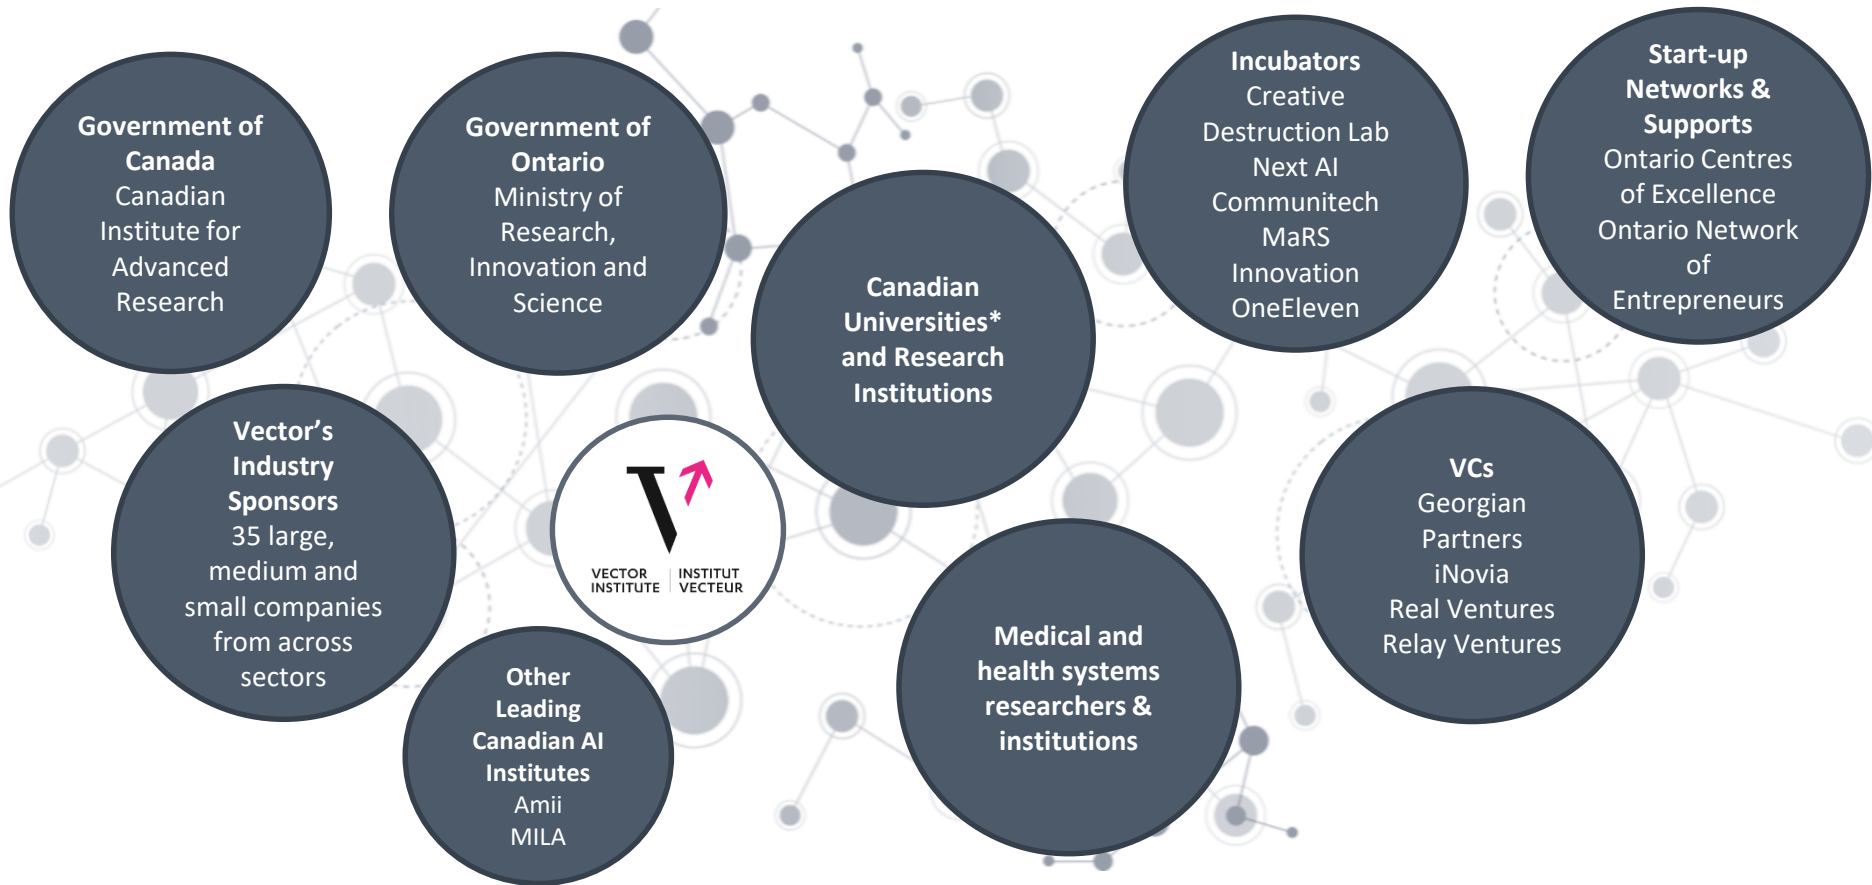 Government of
Canada
Canadian
Institute for
Advanced
Research
Government of
Ontario
Ministry of
Research,
Innovation and
Science
Canadian
Universities*
and Research
Institutions
Incubators
Creative
Destruction Lab
Next AI
Communitech
MaRS
Innovation
OneEleven
Start-up
Networks &
Supports
Ontario Centres
of Excellence
Ontario Network
of
Entrepreneurs
Vector's
Industry
Sponsors
35 large,
medium and
small companies
from across
sectors
VECTOR
INSTITUTE
INSTITUT
VECTEUR
Other
Leading
Canadian AI
Institutes
Amii
MILA
Medical and
health systems
researchers &
institutions
VCs
Georgian
Partners
iNovia
Real Ventures
Relay Ventures